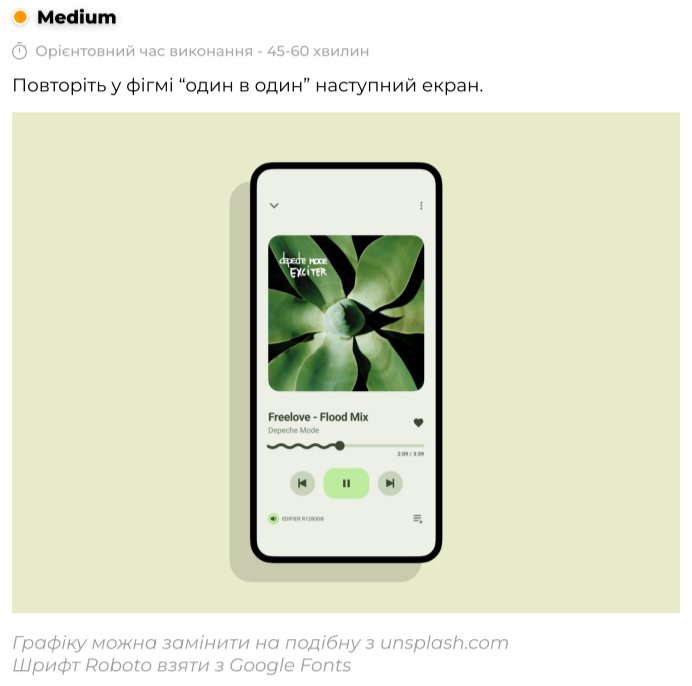 Medium
Орієнтовний час виконання - 45-60 хвилин
Повторіть у фігмі “один в один” наступний екран.
depeche mode
EXCITER
Freelove - Flood Mix
Depeche Mode
2:09 / 3:59
EDIFIER R1280DB
Графіку можна замінити на подібну з unsplash.com
Шрифт Roboto взяти з Google Fonts